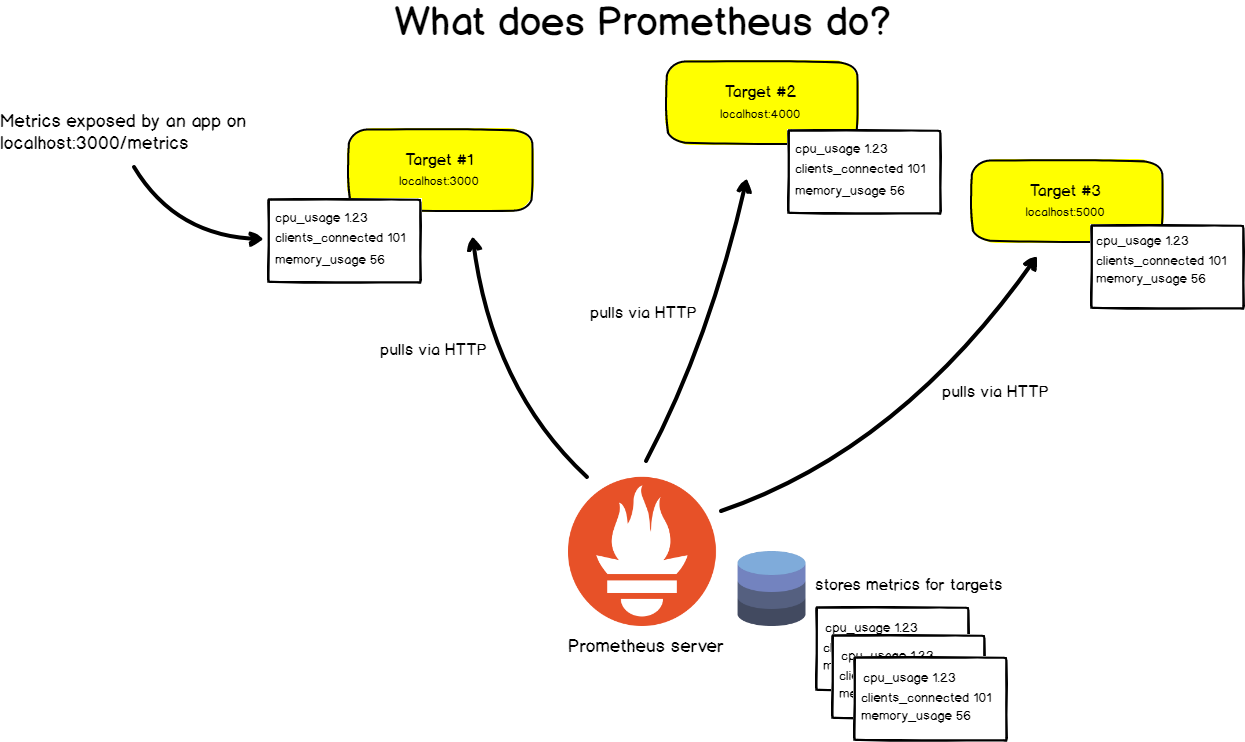 What does Prometheus do?
Target #2
localhost:4000
cpu_usage 1.23
clients_connected 101
memory_usage 56
Metrics exposed by an app on
localhost:3000/metrics
Target #1
localhost:3000
cpu_usage 1.23
clients_connected 101
memory_usage 56
Target #3
localhost:5000
cpu_usage 1.23
clients_connected 101
memory_usage 56
pulls via HTTP
pulls via HTTP
pulls via HTTP
Prometheus server
stores metrics for targets
cpu_usage 1.23
cpu_usage 1.23
cpu_usage 1.23
clients_connected 101
memory_usage 56